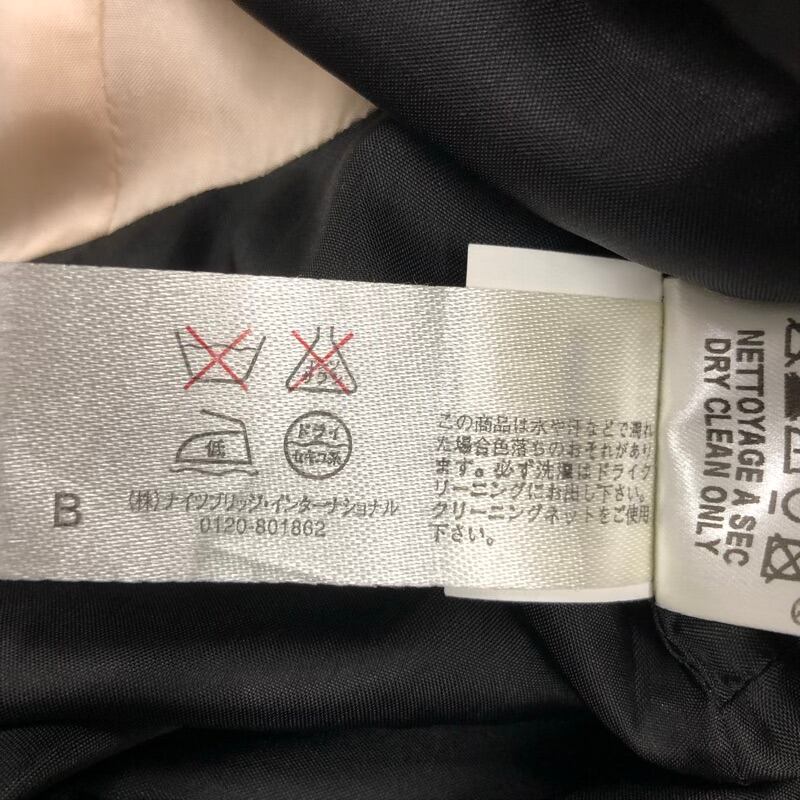 低
ドライ
セキユ系
B
(株)ナイツブリッジ・インターナショナル
0120-801862
この商品は水や汗などで濡れ
た場合色落ちのおそれがあり
ます。必ず洗濯はドライク
リーニングにお出し下さい。
クリーニングネットをご使用
下さい。
NETTOYAGE A SEC
DRY CLEAN ONLY